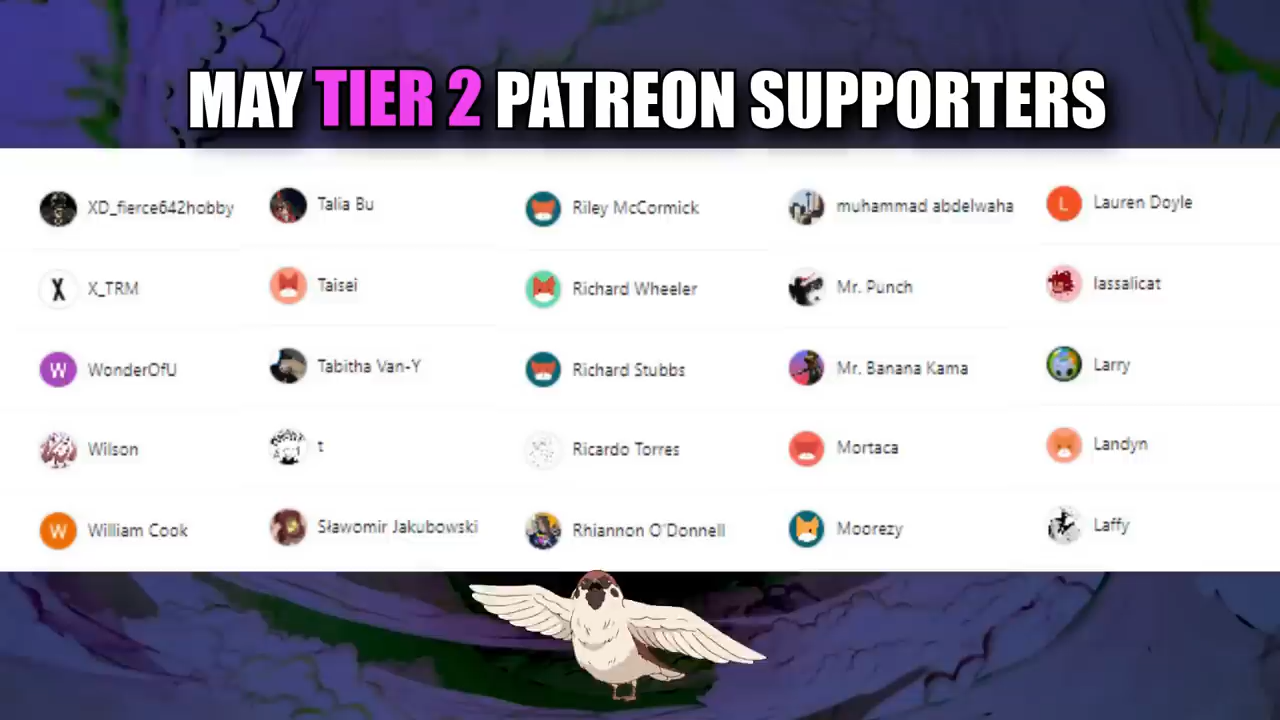 MAY TIER 2 PATREON SUPPORTERS
XD_fierce642hobby
X
X_TRM
W
WonderOfU
Wilson
W
William Cook
Talia Bu
Taisei
Tabitha Van-Y
t
Sławomir Jakubowski
Riley McCormick
Richard Wheeler
Richard Stubbs
Ricardo Torres
Rhiannon O'Donnell
muhammad abdelwaha
Mr. Punch
Mr. Banana Kama
Mortaca
Moorezy
L
Lauren Doyle
lassalicat
Larry
Landyn
Laffy